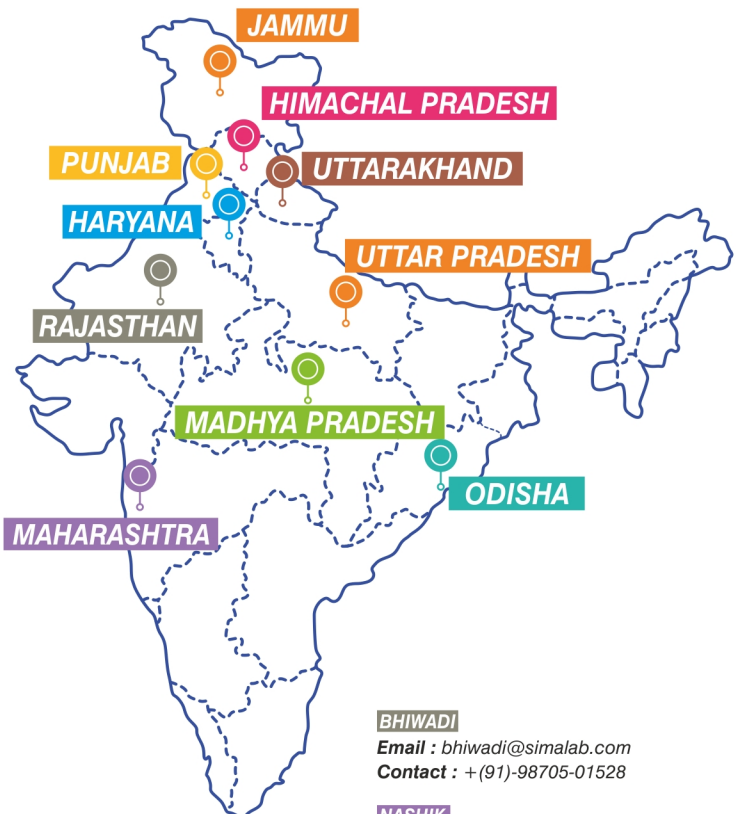 JAMMU
HIMACHAL PRADESH
PUNJAB
UTTARAKHAND
HARYANA
UTTAR PRADESH
RAJASTHAN
MADHYA PRADESH
ODISHA
MAHARASHTRA
BHIWADI
Email : bhiwadi@simalab.com
Contact : +(91)-98705-01528
NASHIK